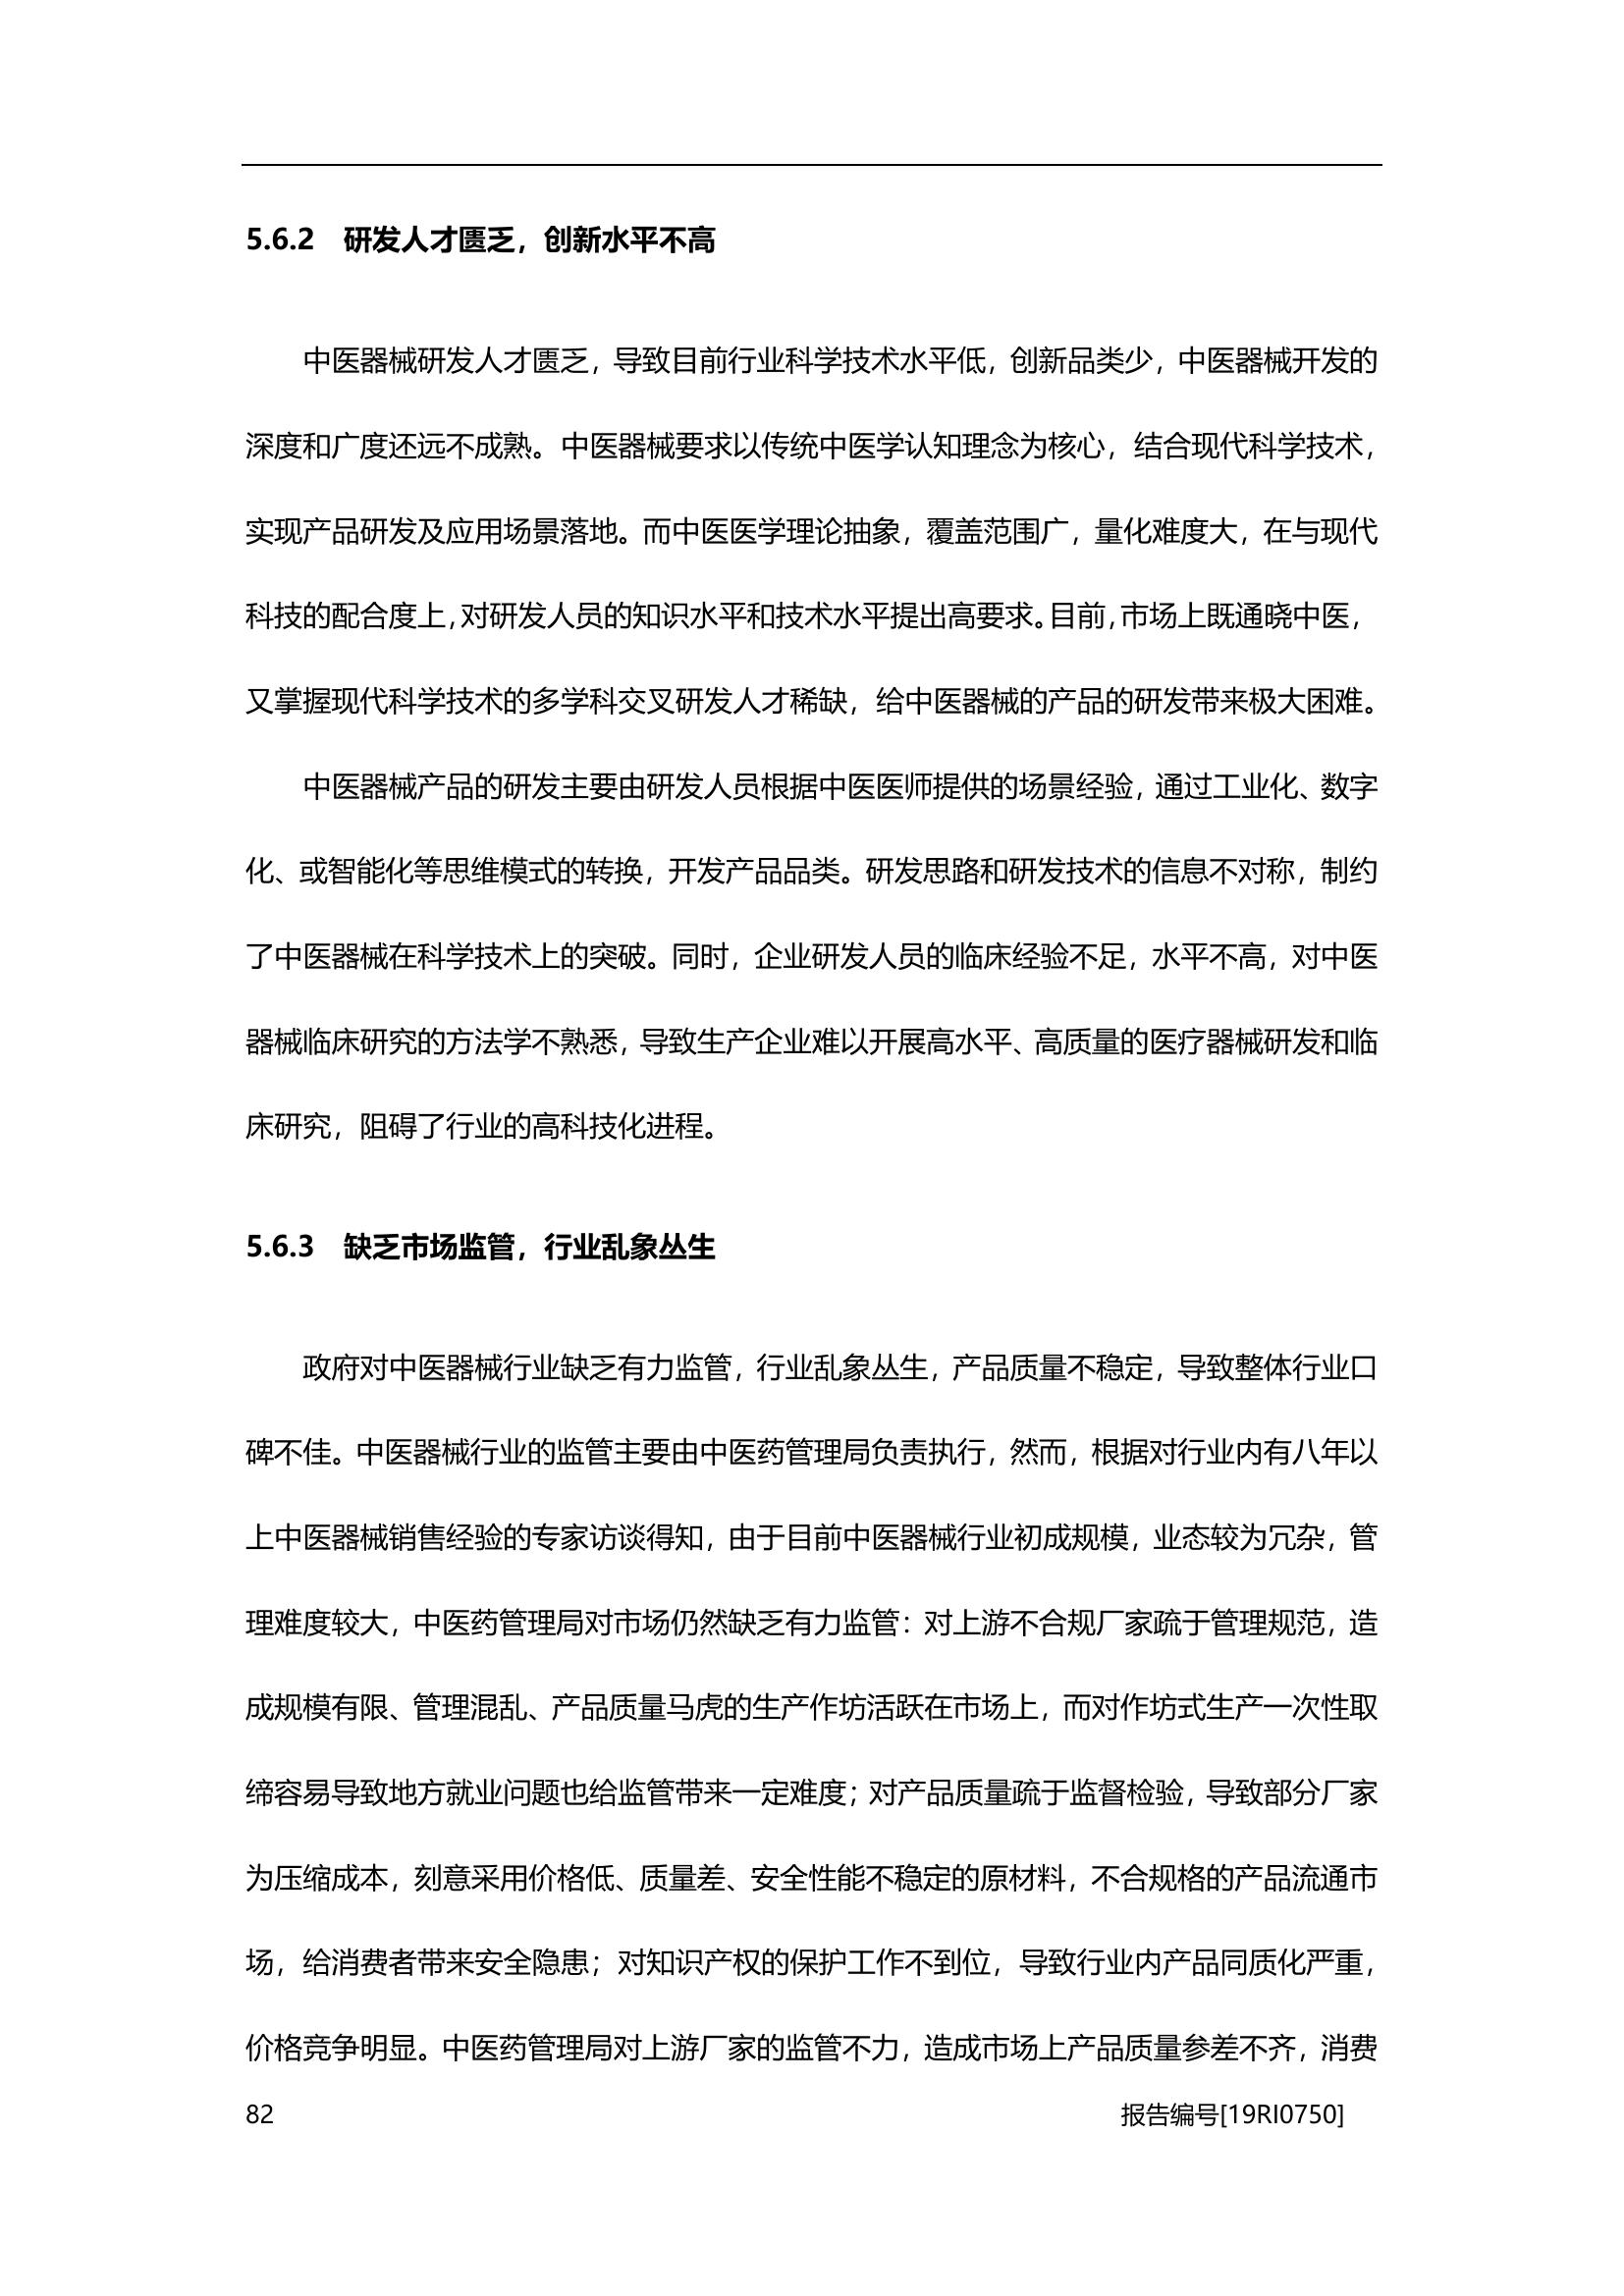 5.6.2 研发人才匮乏，创新水平不高
中医器械研发人才匮乏，导致目前行业科学技术水平低，创新品类少，中医器械开发的
深度和广度还远不成熟。中医器械要求以传统中医学认知理念为核心，结合现代科学技术，
实现产品研发及应用场景落地。而中医医学理论抽象，覆盖范围广，量化难度大，在与现代
科技的配合度上，对研发人员的知识水平和技术水平提出高要求。目前，市场上既通晓中医，
又掌握现代科学技术的多学科交叉研发人才稀缺，给中医器械的产品的研发带来极大困难。
中医器械产品的研发主要由研发人员根据中医医师提供的场景经验，通过工业化、数字
化、或智能化等思维模式的转换，开发产品品类。研发思路和研发技术的信息不对称，制约
了中医器械在科学技术上的突破。同时，企业研发人员的临床经验不足，水平不高，对中医
器械临床研究的方法学不熟悉，导致生产企业难以开展高水平、高质量的医疗器械研发和临
床研究，阻碍了行业的高科技化进程。
5.6.3 缺乏市场监管，行业乱象丛生
政府对中医器械行业缺乏有力监管，行业乱象丛生，产品质量不稳定，导致整体行业口
碑不佳。中医器械行业的监管主要由中医药管理局负责执行，然而，根据对行业内有八年以
上中医器械销售经验的专家访谈得知，由于目前中医器械行业初成规模，业态较为冗杂，管
理难度较大，中医药管理局对市场仍然缺乏有力监管：对上游不合规厂家疏于管理规范，造
成规模有限、管理混乱、产品质量马虎的生产作坊活跃在市场上，而对作坊式生产一次性取
缔容易导致地方就业问题也给监管带来一定难度；对产品质量疏于监督检验，导致部分厂家
为压缩成本，刻意采用价格低、质量差、安全性能不稳定的原材料，不合规格的产品流通市
场，给消费者带来安全隐患；对知识产权的保护工作不到位，导致行业内产品同质化严重，
价格竞争明显。中医药管理局对上游厂家的监管不力，造成市场上产品质量参差不齐，消费
82 报告编号[19RI0750]